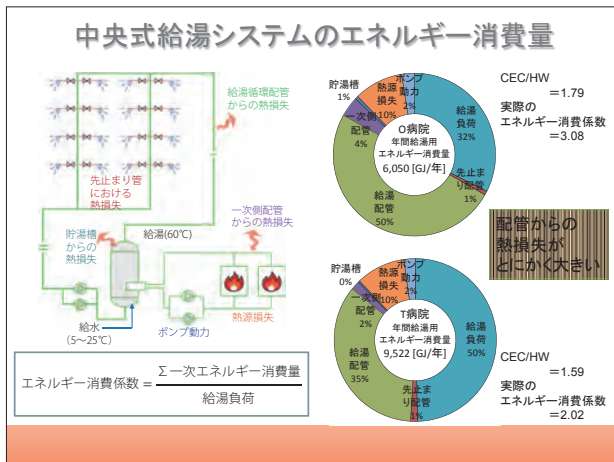 中央式給湯システムのエネルギー消費量
給湯循環配管
からの熱損失
先止まり管
における
熱損失
貯湯槽
からの
熱損失
給湯(60℃)
一次側配管
からの熱損失
給水
(5～25℃)
ポンプ動力
熱源損失
エネルギー消費係数 =
Σ一次エネルギー消費量
給湯負荷
貯湯槽
1%
熱源
損失
10%
ポンプ
動力
2%
一次側
配管
4%
給湯
負荷
32%
先止ま
り配管
1%
給湯
配管
50%
O病院
年間給湯用
エネルギー消費量
6,050 [GJ/年]
CEC/HW
=1.79
実際の
エネルギー消費係数
=3.08
配管からの
熱損失が
とにかく大きい
貯湯槽
0%
熱源
損失
10%
ポンプ
動力
2%
一次側
配管
2%
給湯
負荷
50%
給湯
配管
35%
先止ま
り配管
1%
T病院
年間給湯用
エネルギー消費量
9,522 [GJ/年]
CEC/HW
=1.59
実際の
エネルギー消費係数
=2.02